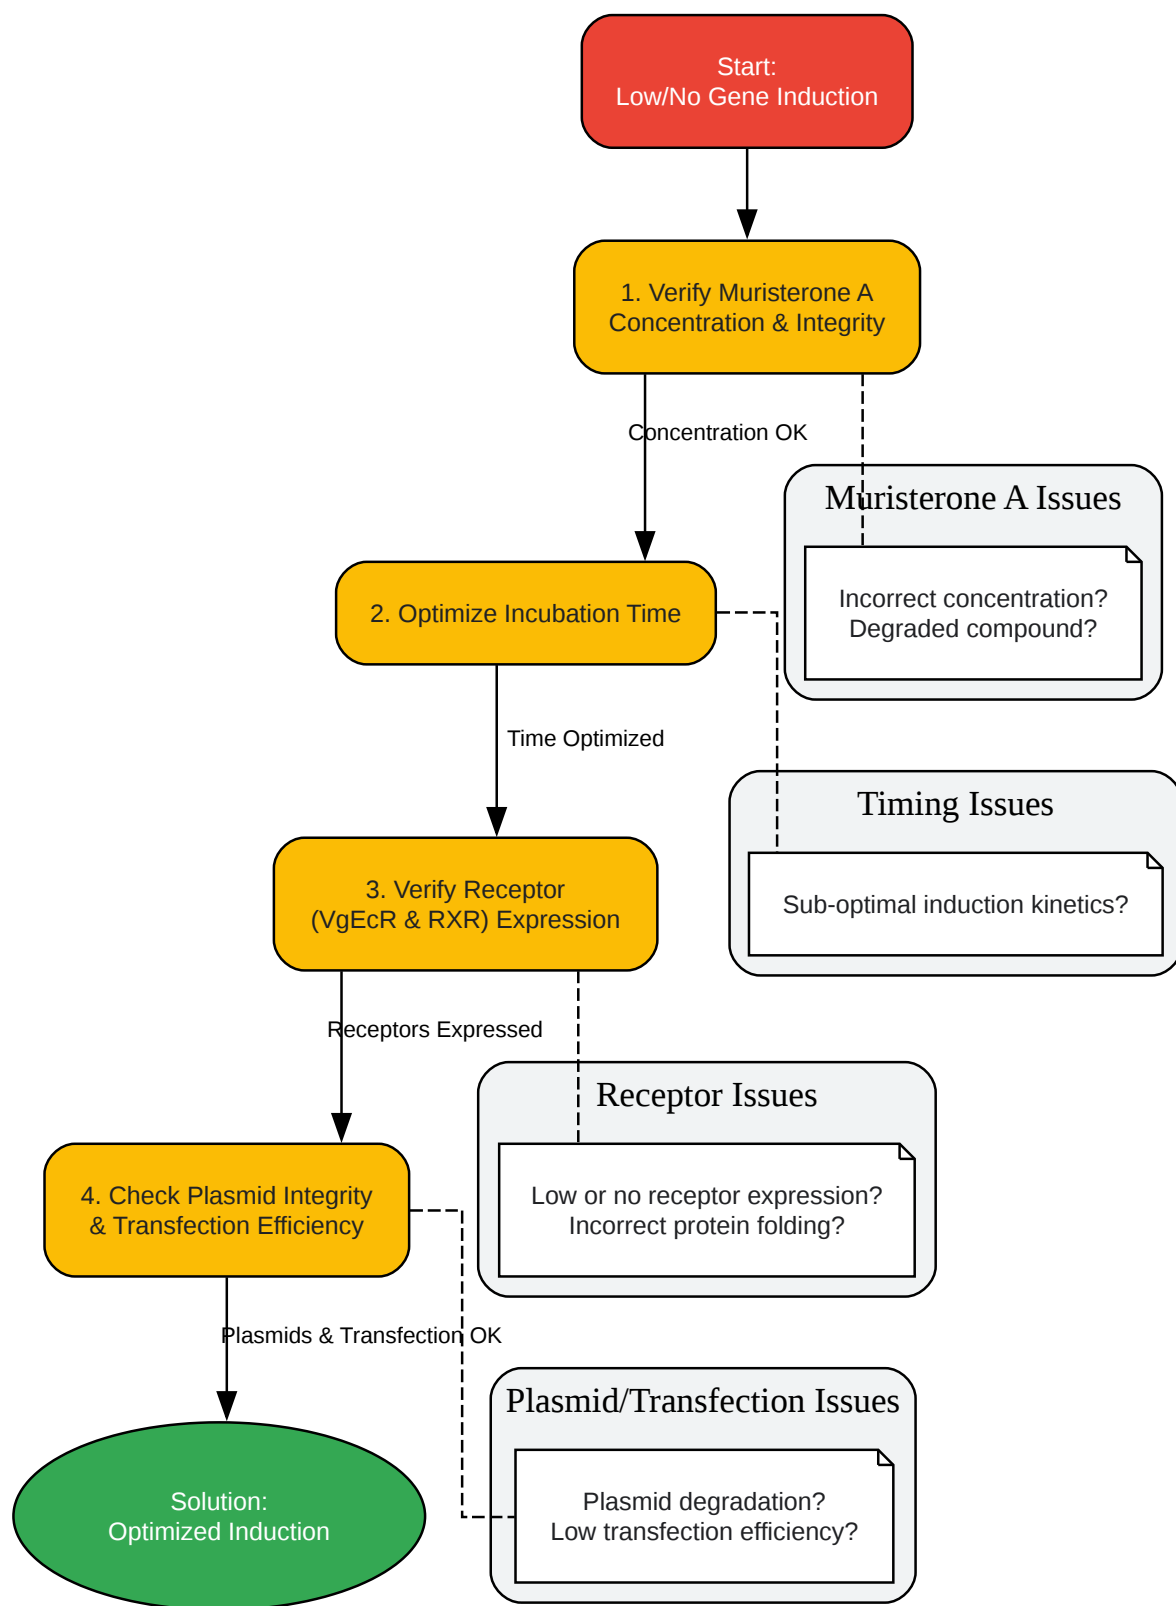 Start:
Low/No Gene Induction
1. Verify Muristerone A
Concentration & Integrity
Concentration OK
Muristerone A Issues
Incorrect concentration?
Degraded compound?
2. Optimize Incubation Time
Time Optimized
Timing Issues
Sub-optimal induction kinetics?
3. Verify Receptor
(VgEcR & RXR) Expression
Receptors Expressed
Receptor Issues
Low or no receptor expression?
Incorrect protein folding?
4. Check Plasmid Integrity
& Transfection Efficiency
Plasmids & Transfection OK
Plasmid/Transfection Issues
Plasmid degradation?
Low transfection efficiency?
Solution:
Optimized Induction